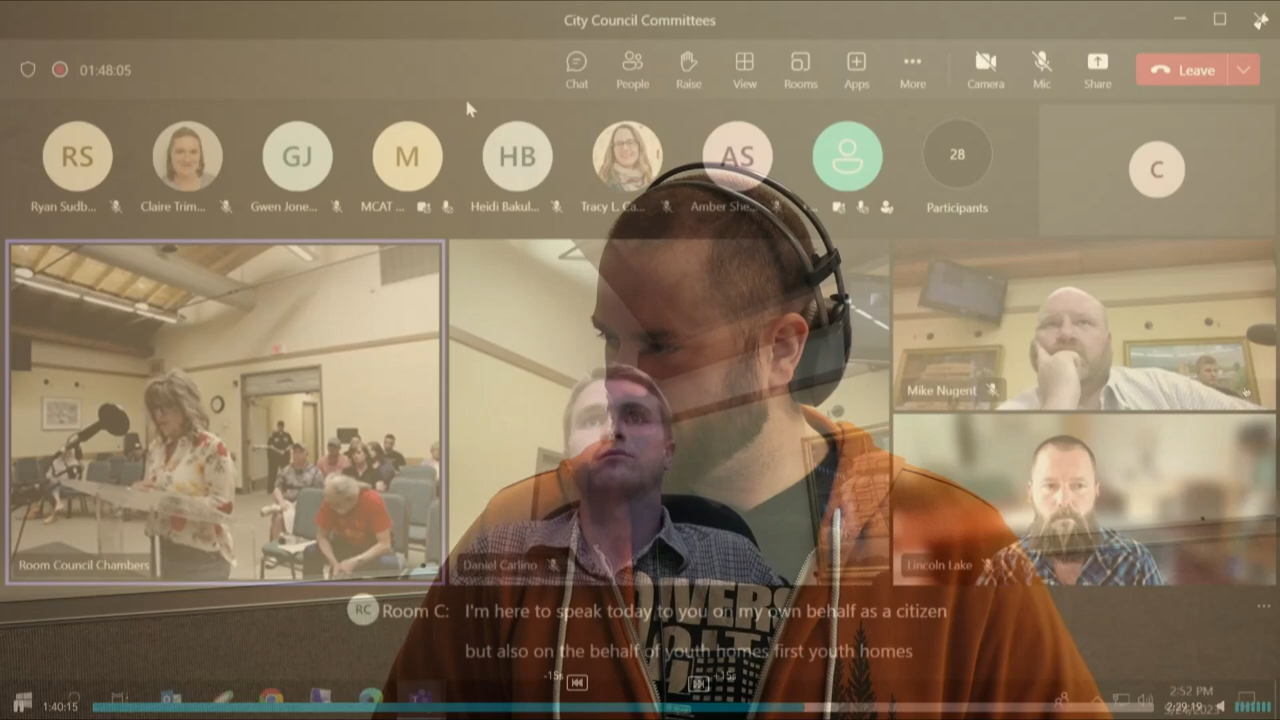 City Council Committees
01:48:05
Chat People Raise View Rooms Apps More Camera Mic Share Leave
RS GJ M HB AS 28 C
Ryan Sudb... Claire Trim... Gwen Jone... MCAT ... Heidi Bakul... Tracy L. Ca... Amber She... Participants
Mike Nugent
Room Council Chambers Daniel Carlino Lincoln Lake
RC Room C: I'm here to speak today to you on my own behalf as a citizen
but also on the behalf of youth homes first youth homes
-15s +15s
2:52 PM
1:40:15 2:29:19